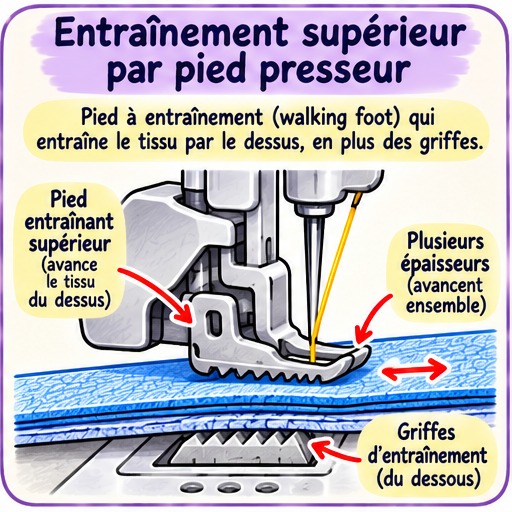 Entraînement supérieur
par pied presseur
Pied à entraînement (walking foot) qui
entraîne le tissu par le dessus, en plus des griffes.
Pied
entraînant
supérieur
(avance
le tissu
du dessus)
Plusieurs
épaisseurs
(avancent
ensemble)
Griffes
d'entraînement
(du dessous)